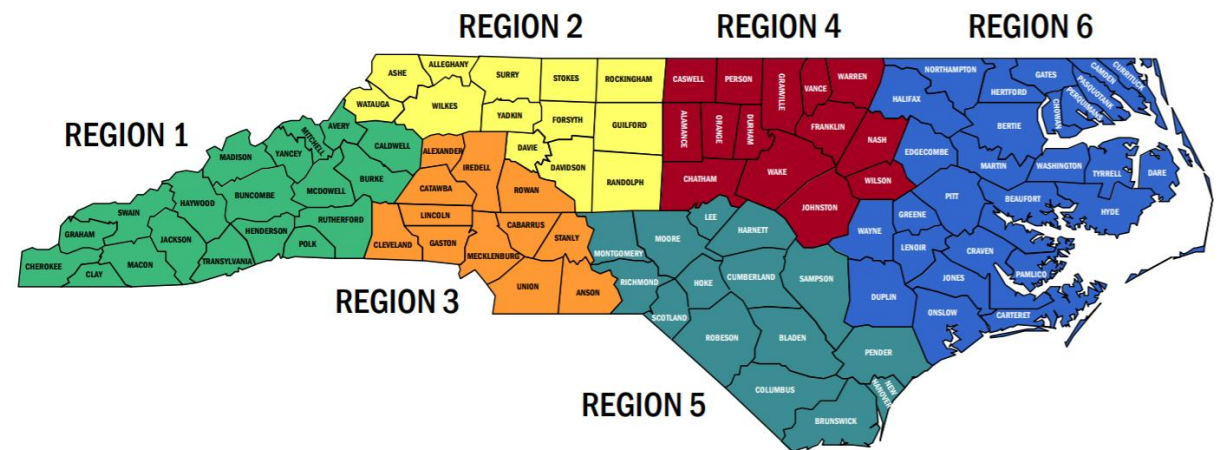 REGION 2
REGION 4
REGION 6
REGION 1
REGION 3
REGION 5
ASHE
ALLEGHANY
SURRY
STOKES
ROCKINGHAM
WATAUGA
WILKES
YADKIN
FORSYTH
GUILFORD
DAVIE
DAVIDSON
RANDOLPH
CASWELL
PERSON
GRANVILLE
VANCE
WARREN
ALAMANCE
ORANGE
DURHAM
FRANKLIN
NASH
CHATHAM
WAKE
WILSON
JOHNSTON
NORTHAMPTON
GATES
CAMDEN
CURRITUCK
PASQUOTANK
PERQUIMANS
HERTFORD
HALIFAX
CHOWAN
BERTIE
EDGECOMBE
MARTIN
WASHINGTON
TYRRELL
DARE
PITT
BEAUFORT
HYDE
GREENE
WAYNE
LENOIR
CRAVEN
JONES
PAMLICO
DUPLIN
ONSLOW
CARTERET
AVERY
MITCHELL
CALDWELL
YANCEY
MADISON
BURKE
MCDOWELL
BUNCOMBE
HAYWOOD
SWAIN
GRAHAM
JACKSON
HENDERSON
RUTHERFORD
POLK
TRANSYLVANIA
MACON
CHEROKEE
CLAY
ALEXANDER
IREDELL
CATAWBA
ROWAN
LINCOLN
CABARRUS
CLEVELAND
GASTON
STANLY
MECKLENBURG
UNION
ANSON
LEE
MOORE
HARNETT
MONTGOMERY
RICHMOND
HOKE
CUMBERLAND
SAMPSON
SCOTLAND
ROBESON
BLADEN
PENDER
COLUMBUS
NEW
HANOVER
BRUNSWICK